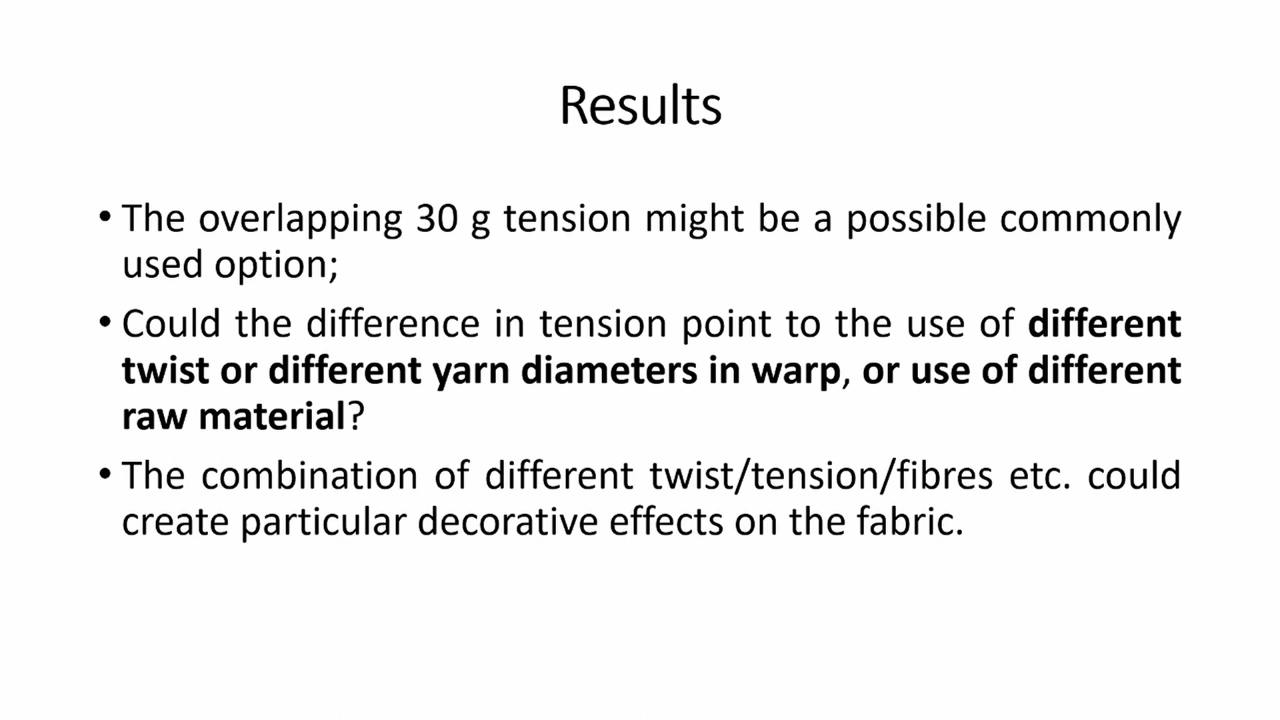 Results
• The overlapping 30 g tension might be a possible commonly
used option;
• Could the difference in tension point to the use of different
twist or different yarn diameters in warp, or use of different
raw material?
• The combination of different twist/tension/fibres etc. could
create particular decorative effects on the fabric.